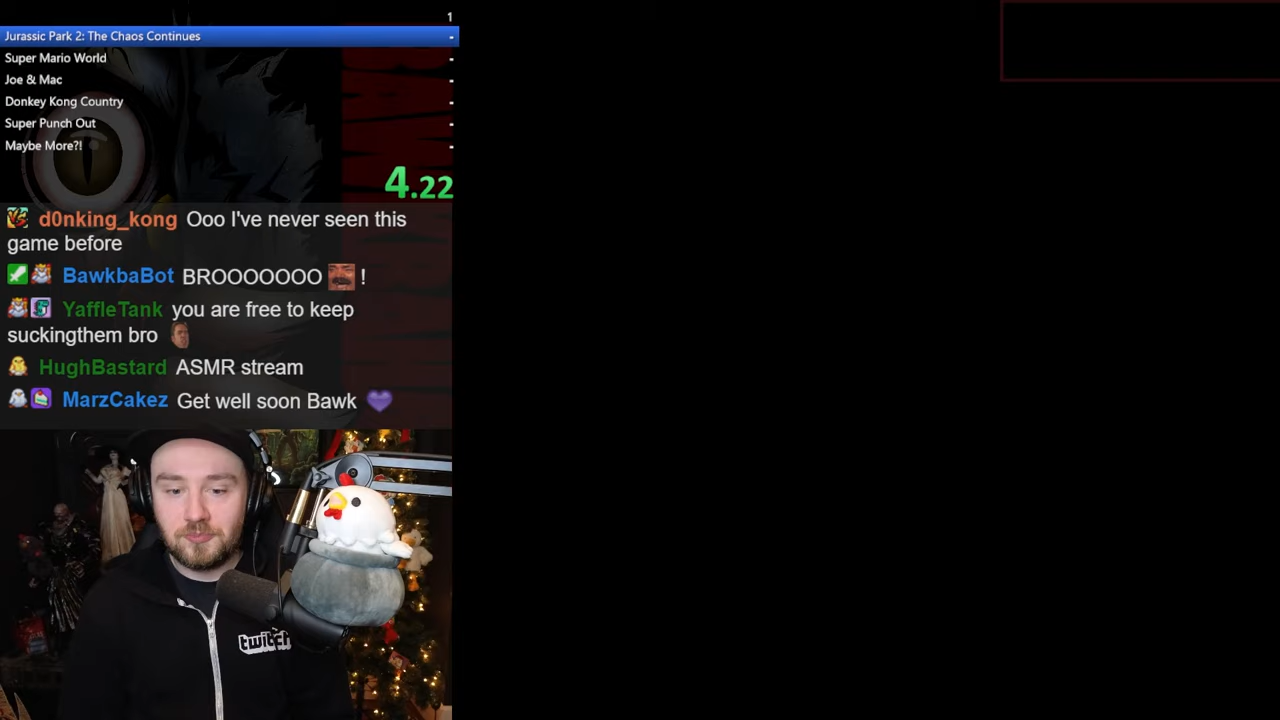 1
Jurassic Park 2: The Chaos Continues -
Super Mario World -
Joe & Mac -
Donkey Kong Country -
Super Punch Out -
Maybe More?! -
4.22
d0nking_kong Ooo I've never seen this
game before
BawkbaBot BROOOOOOO !
YaffleTank you are free to keep
suckingthem bro
HughBastard ASMR stream
MarzCakez Get well soon Bawk
twitch